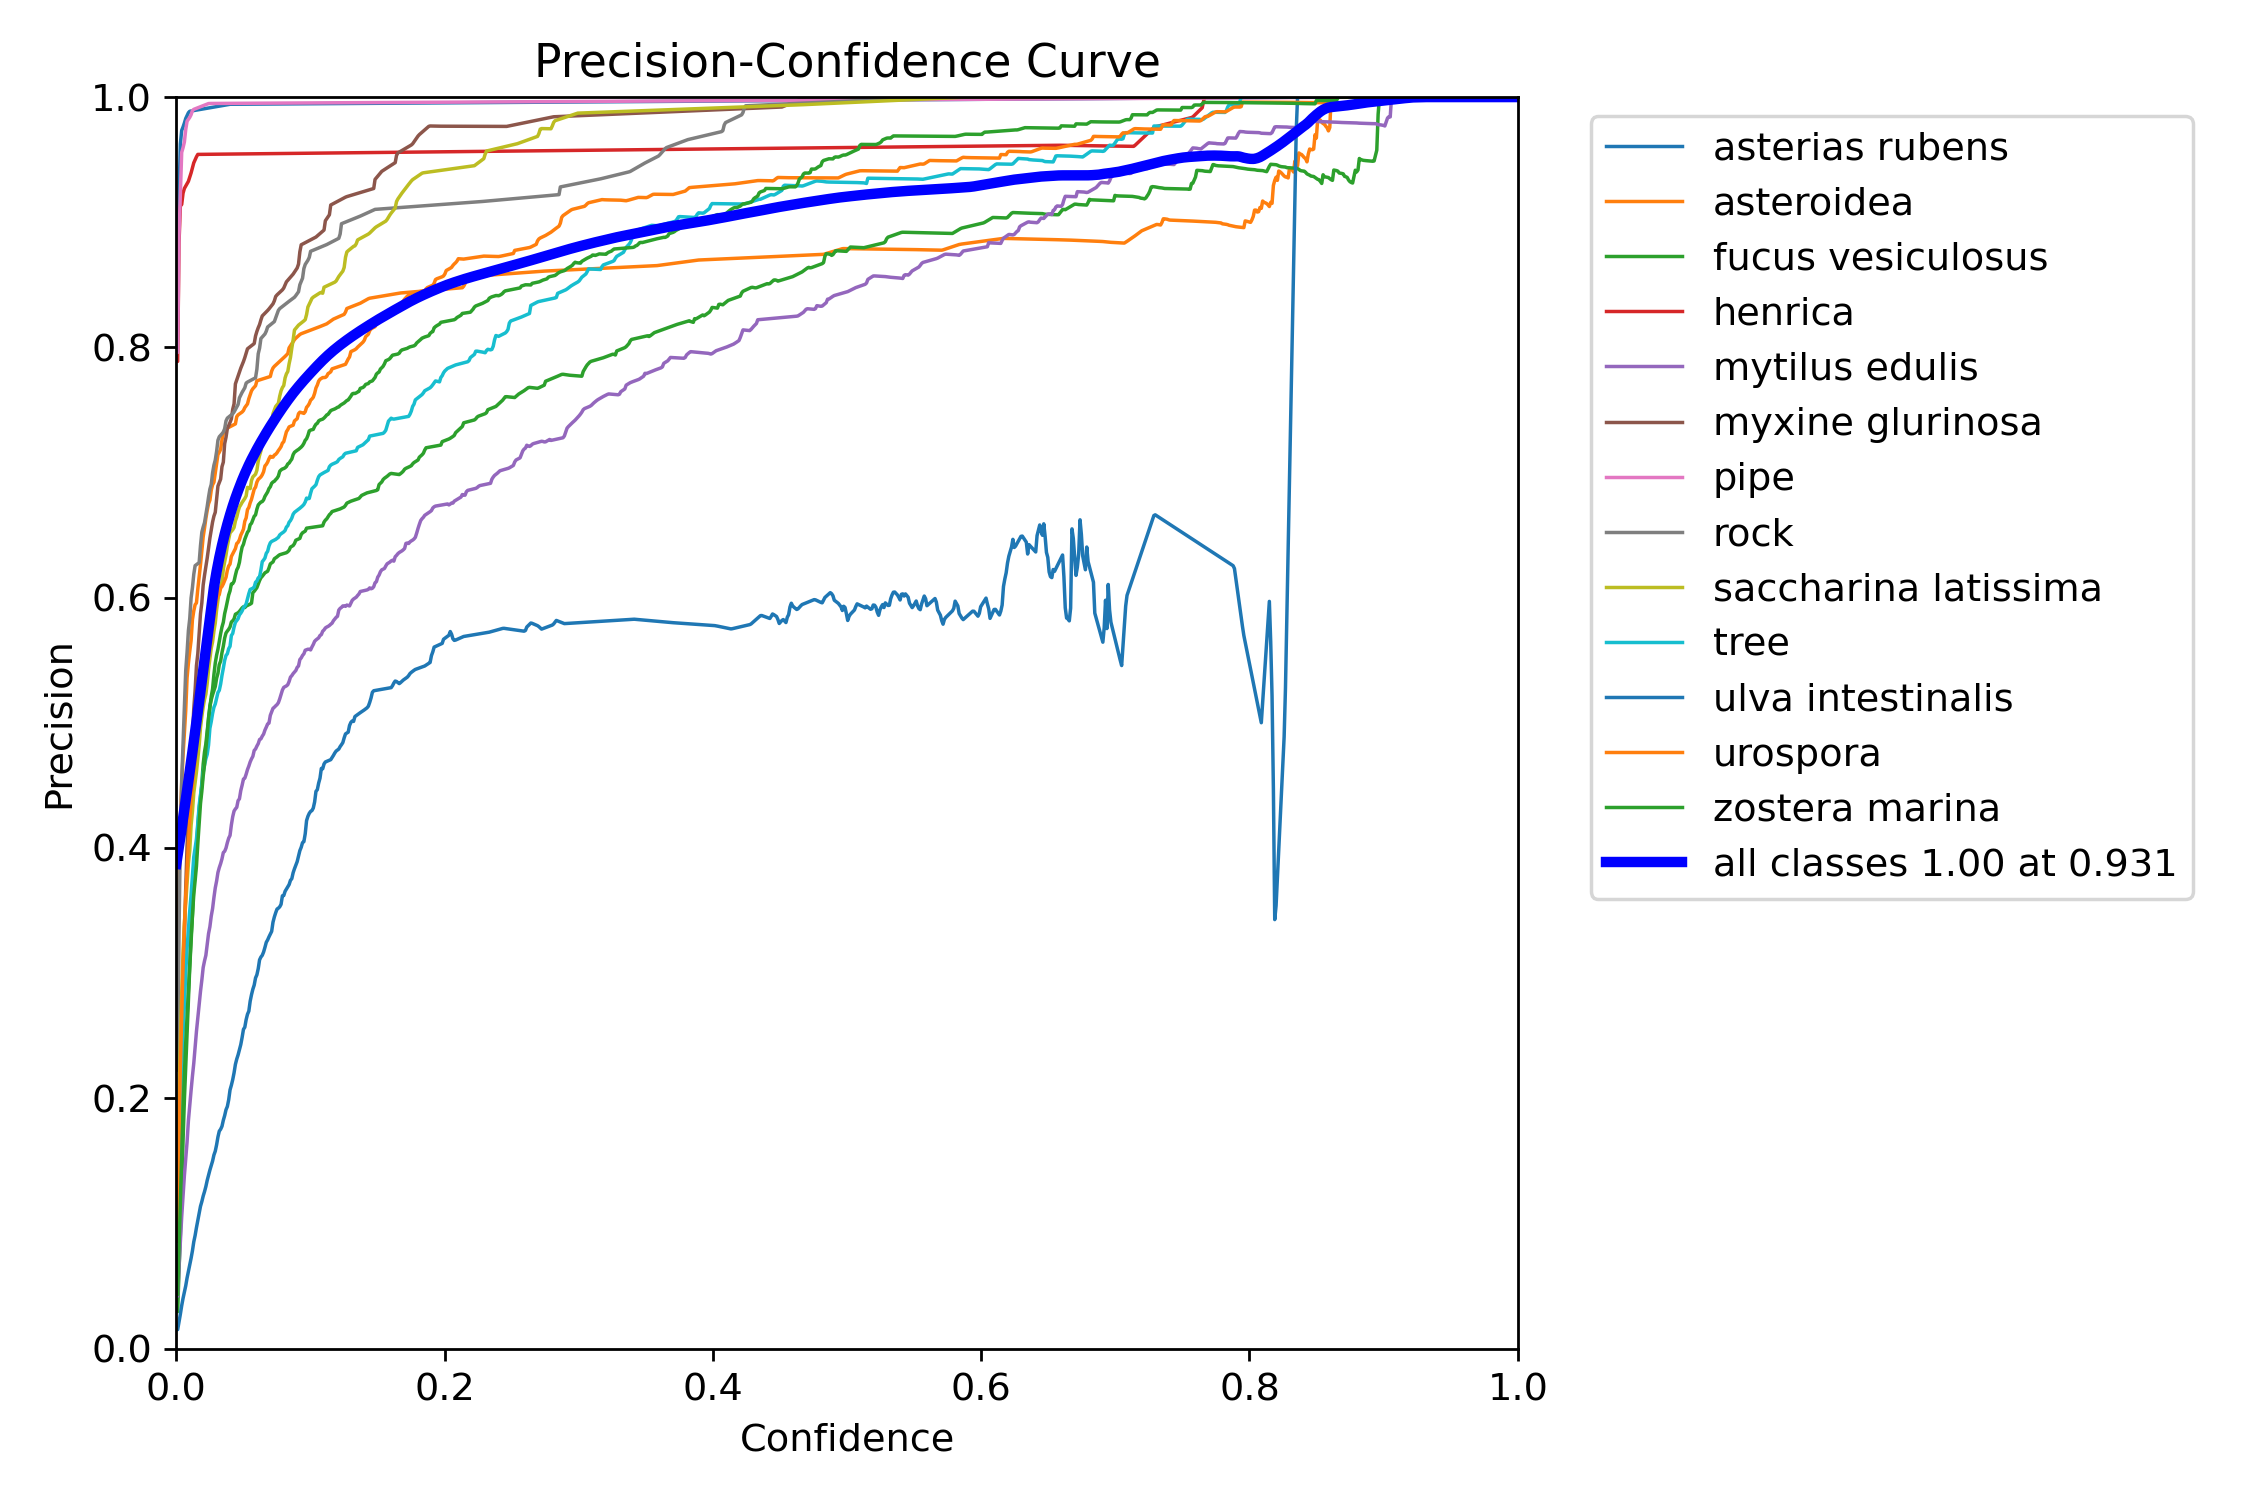 Precision-Confidence Curve
1.0
0.8
0.6
0.4
0.2
0.0
Precision
0.0 0.2 0.4 0.6 0.8 1.0
Confidence
asterias rubens
asteroidea
fucus vesiculosus
henrica
mytilus edulis
myxine glurinosa
pipe
rock
saccharina latissima
tree
ulva intestinalis
urospora
zostera marina
all classes 1.00 at 0.931